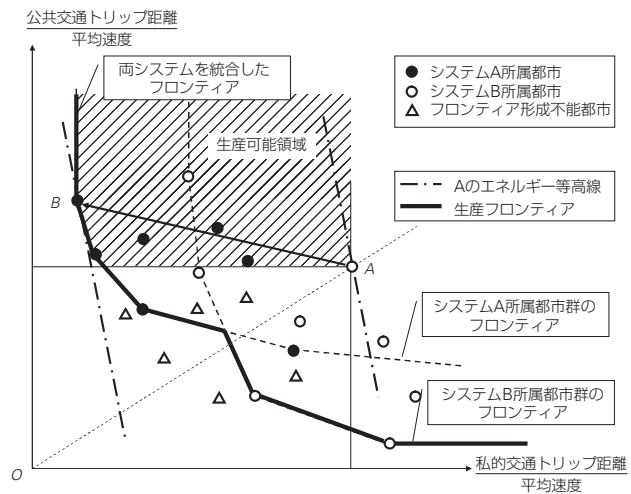 公共交通トリップ距離
平均速度
両システムを統合した
フロンティア
生産可能領域
システムA所属都市
システムB所属都市
フロンティア形成不能都市
Aのエネルギー等高線
生産フロンティア
B
A
システムA所属都市群の
フロンティア
システムB所属都市群の
フロンティア
O
私的交通トリップ距離
平均速度